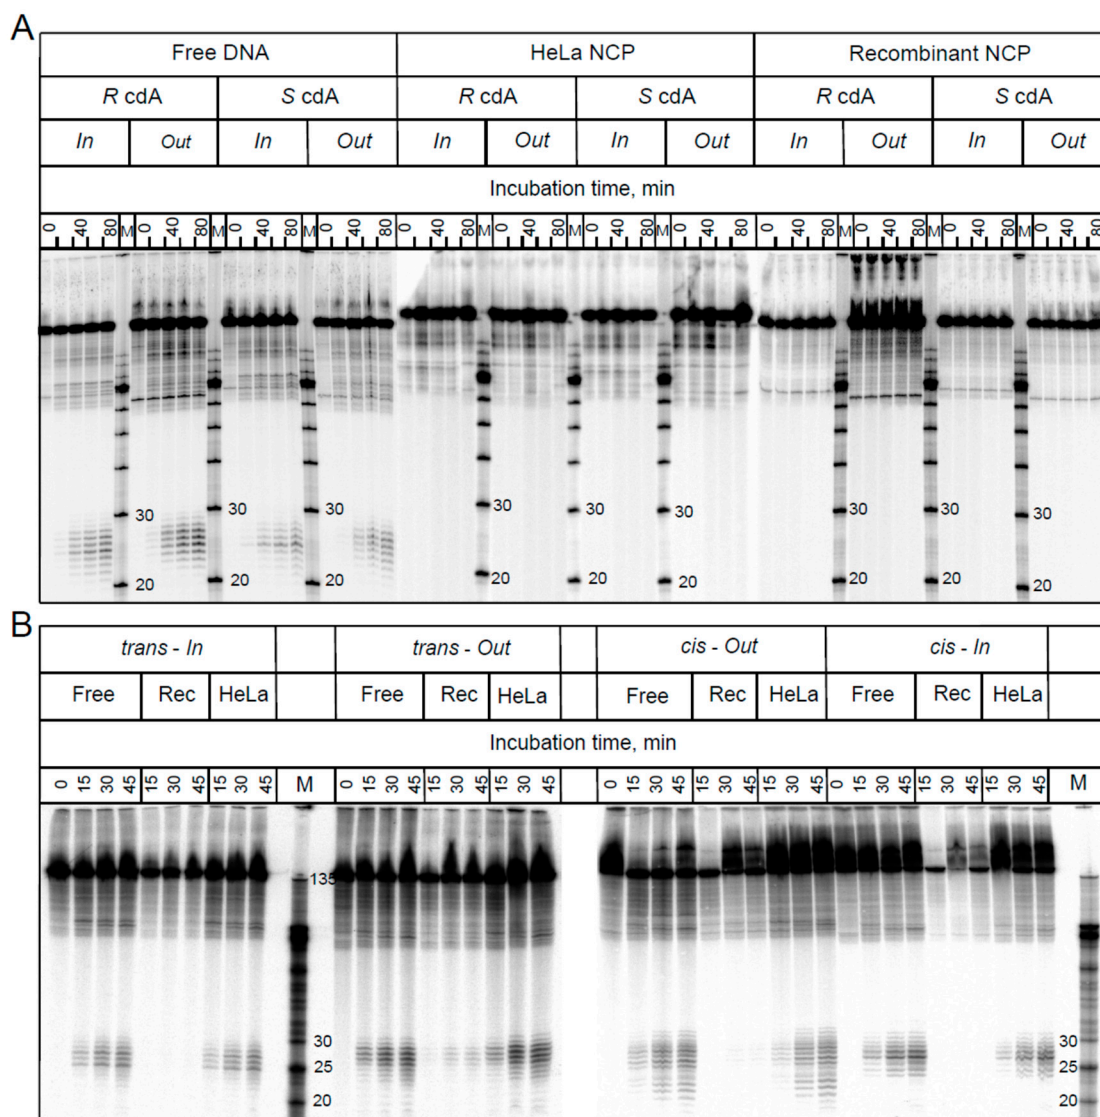 A
Free DNA HeLa NCP Recombinant NCP
R cdA S cdA R cdA S cdA R cdA S cdA
In Out In Out In Out In Out In Out In Out
Incubation time, min
0 40 80 M 0 40 80 M 0 40 80 M 0 40 80 0 40 80 M 0 40 80 M 0 40 80 M 0 40 80 0 40 80 M 0 40 80 M 0 40 80 M 0 40 80
30 30 30 30 30 30 30 30 30
20 20 20 20 20 20 20 20 20
B
trans - In trans - Out cis - Out cis - In
Free Rec HeLa Free Rec HeLa Free Rec HeLa Free Rec HeLa
Incubation time, min
0 15 30 45 15 30 45 15 30 45 M 0 15 30 45 15 30 45 15 30 45 0 15 30 45 15 30 45 15 30 45 0 15 30 45 15 30 45 15 30 45 M
135
30 30
25 25
20 20